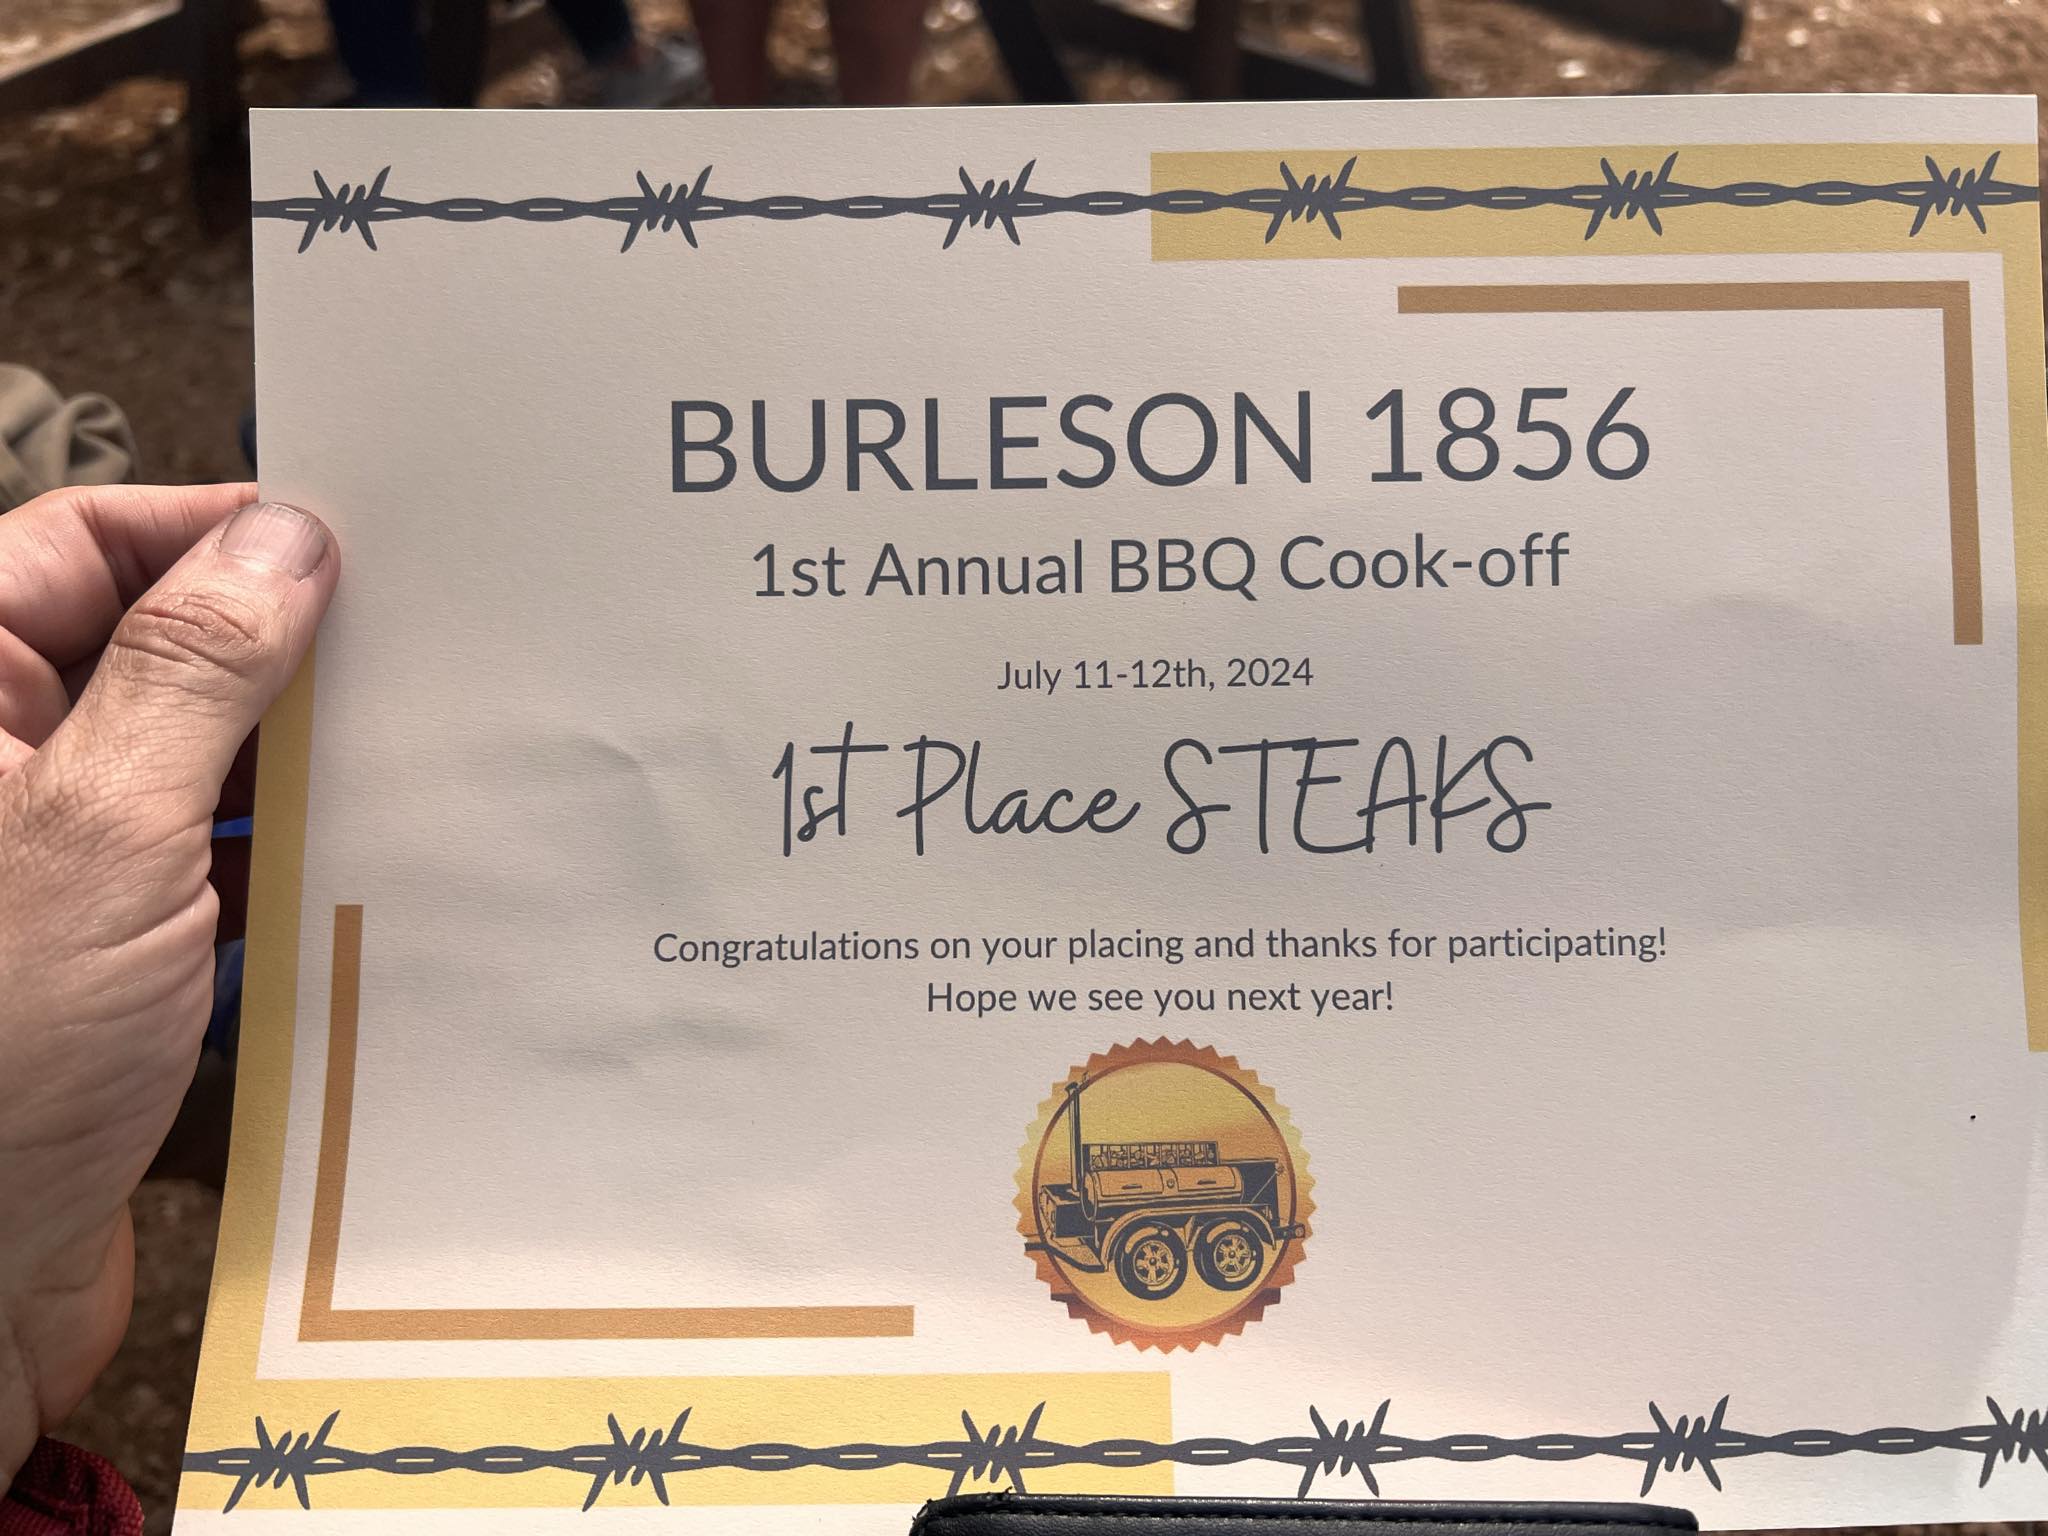 BURLESON 1856
1st Annual BBQ Cook-off
July 11-12th, 2024
1st Place STEAKS
Congratulations on your placing and thanks for participating!
Hope we see you next year!